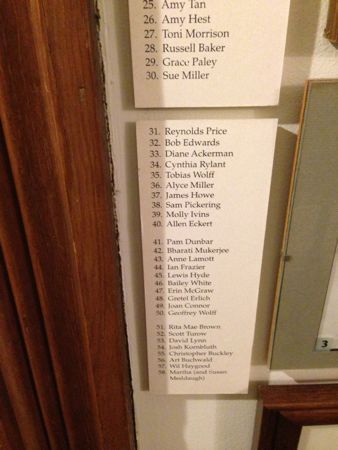 25. Amy Tan
26. Amy Hest
27. Toni Morrison
28. Russell Baker
29. Grace Paley
30. Sue Miller
31. Reynolds Price
32. Bob Edwards
33. Diane Ackerman
34. Cynthia Rylant
35. Tobias Wolff
36. Alyce Miller
37. James Howe
38. Sam Pickering
39. Molly Ivins
40. Allen Eckert
41. Pam Dunbar
42. Bharati Mukerjee
43. Anne Lamott
44. Ian Frazier
45. Lewis Hyde
46. Bailey White
47. Erin McGraw
48. Gretel Erlich
49. Joan Connor
50. Geoffrey Wolff
51. Rita Mae Brown
52. Scott Turow
53. David Lynn
54. Josh Kornbluth
55. Christopher Buckley
56. Art Buchwald
57. Wil Haygood
58. Martha (and Susan
Meddaugh)
3